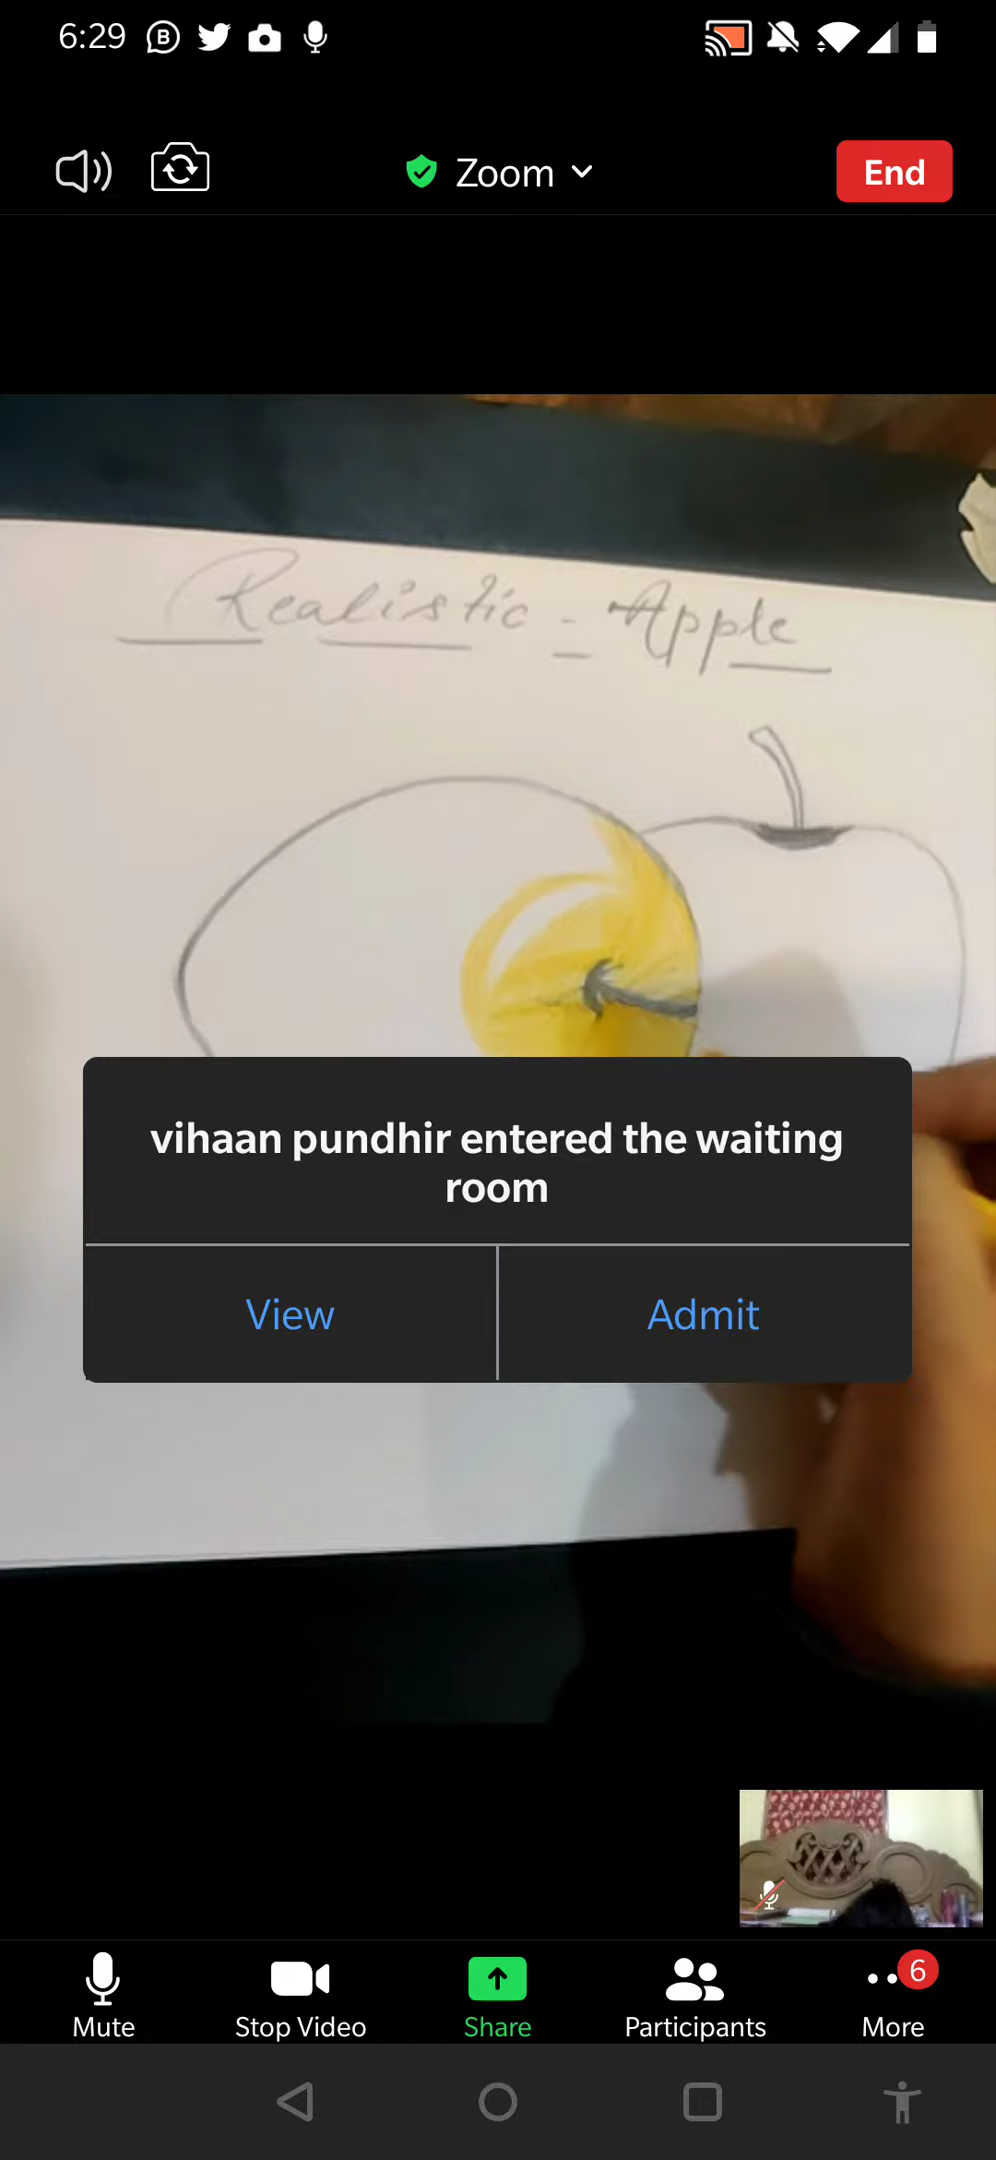 6:29
Zoom
End
Realistic - Apple
vihaan pundhir entered the waiting
room
View
Admit
Mute
Stop Video
Share
Participants
6
More